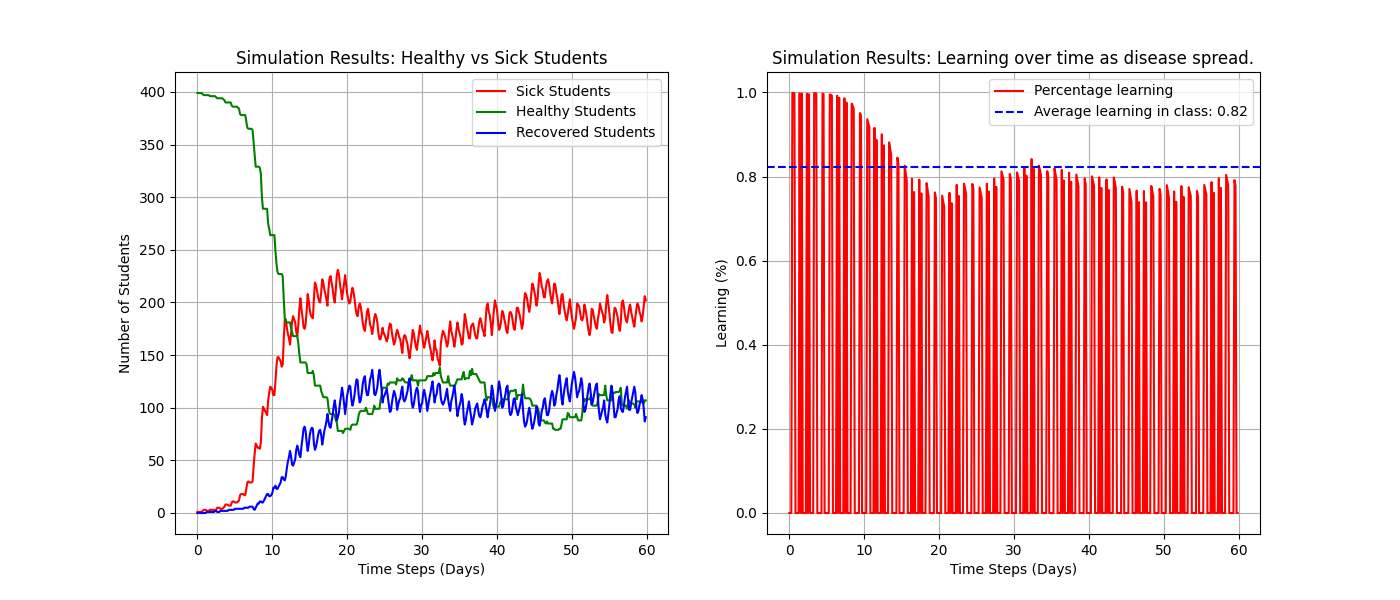 Simulation Results: Healthy vs Sick Students
Number of Students
400
350
300
250
200
150
100
50
0
Sick Students
Healthy Students
Recovered Students
0 10 20 30 40 50 60
Time Steps (Days)
Simulation Results: Learning over time as disease spread.
Learning (%)
1.0
0.8
0.6
0.4
0.2
0.0
Percentage learning
Average learning in class: 0.82
0 10 20 30 40 50 60
Time Steps (Days)